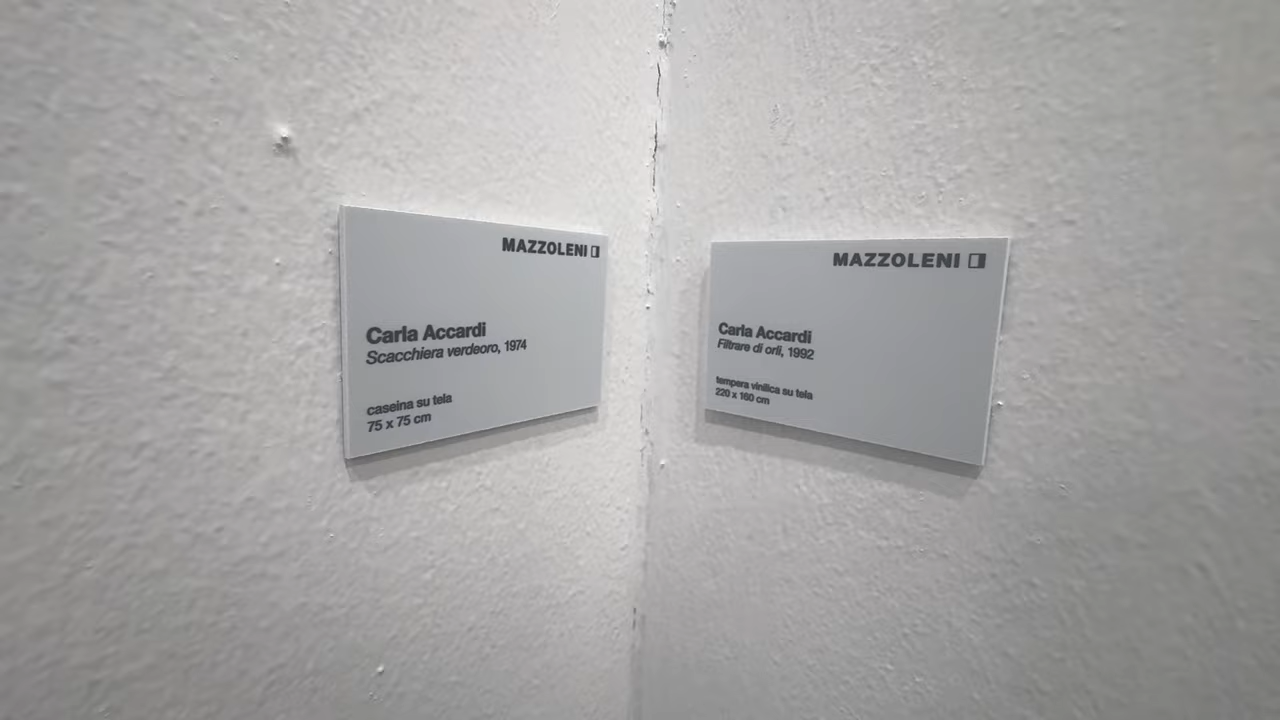 MAZZOLENI
Carla Accardi
Scacchiera verdeoro, 1974
caseina su tela
75 x 75 cm
MAZZOLENI
Carla Accardi
Filtrare di orli, 1992
tempera vinilica su tela
220 x 160 cm